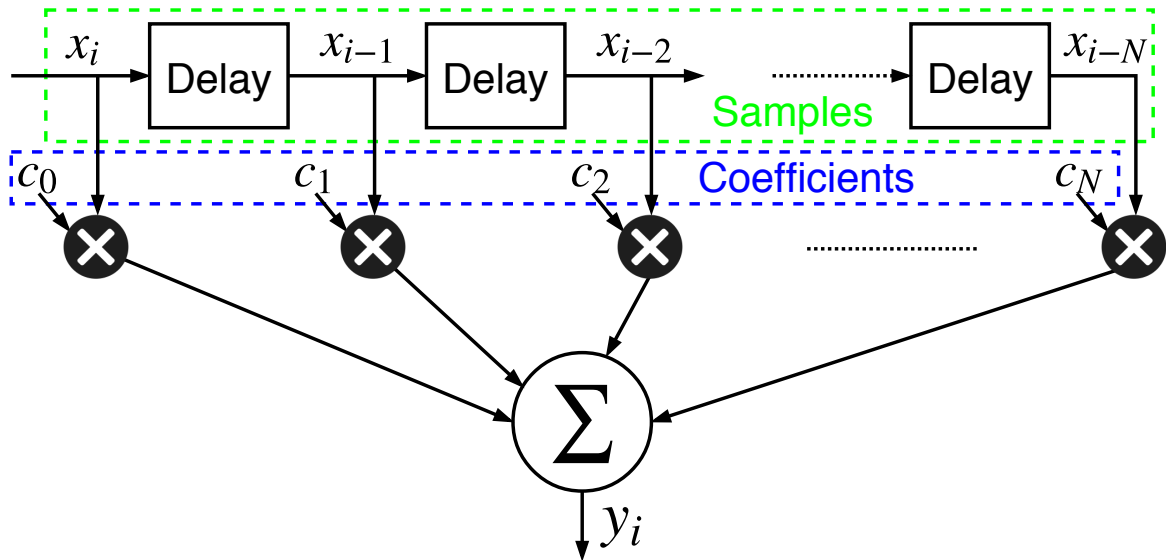 x_i Delay x_{i−1} Delay x_{i−2} Delay x_{i−N}
Samples
c_0 c_1 c_2 Coefficients c_N
Σ
y_i